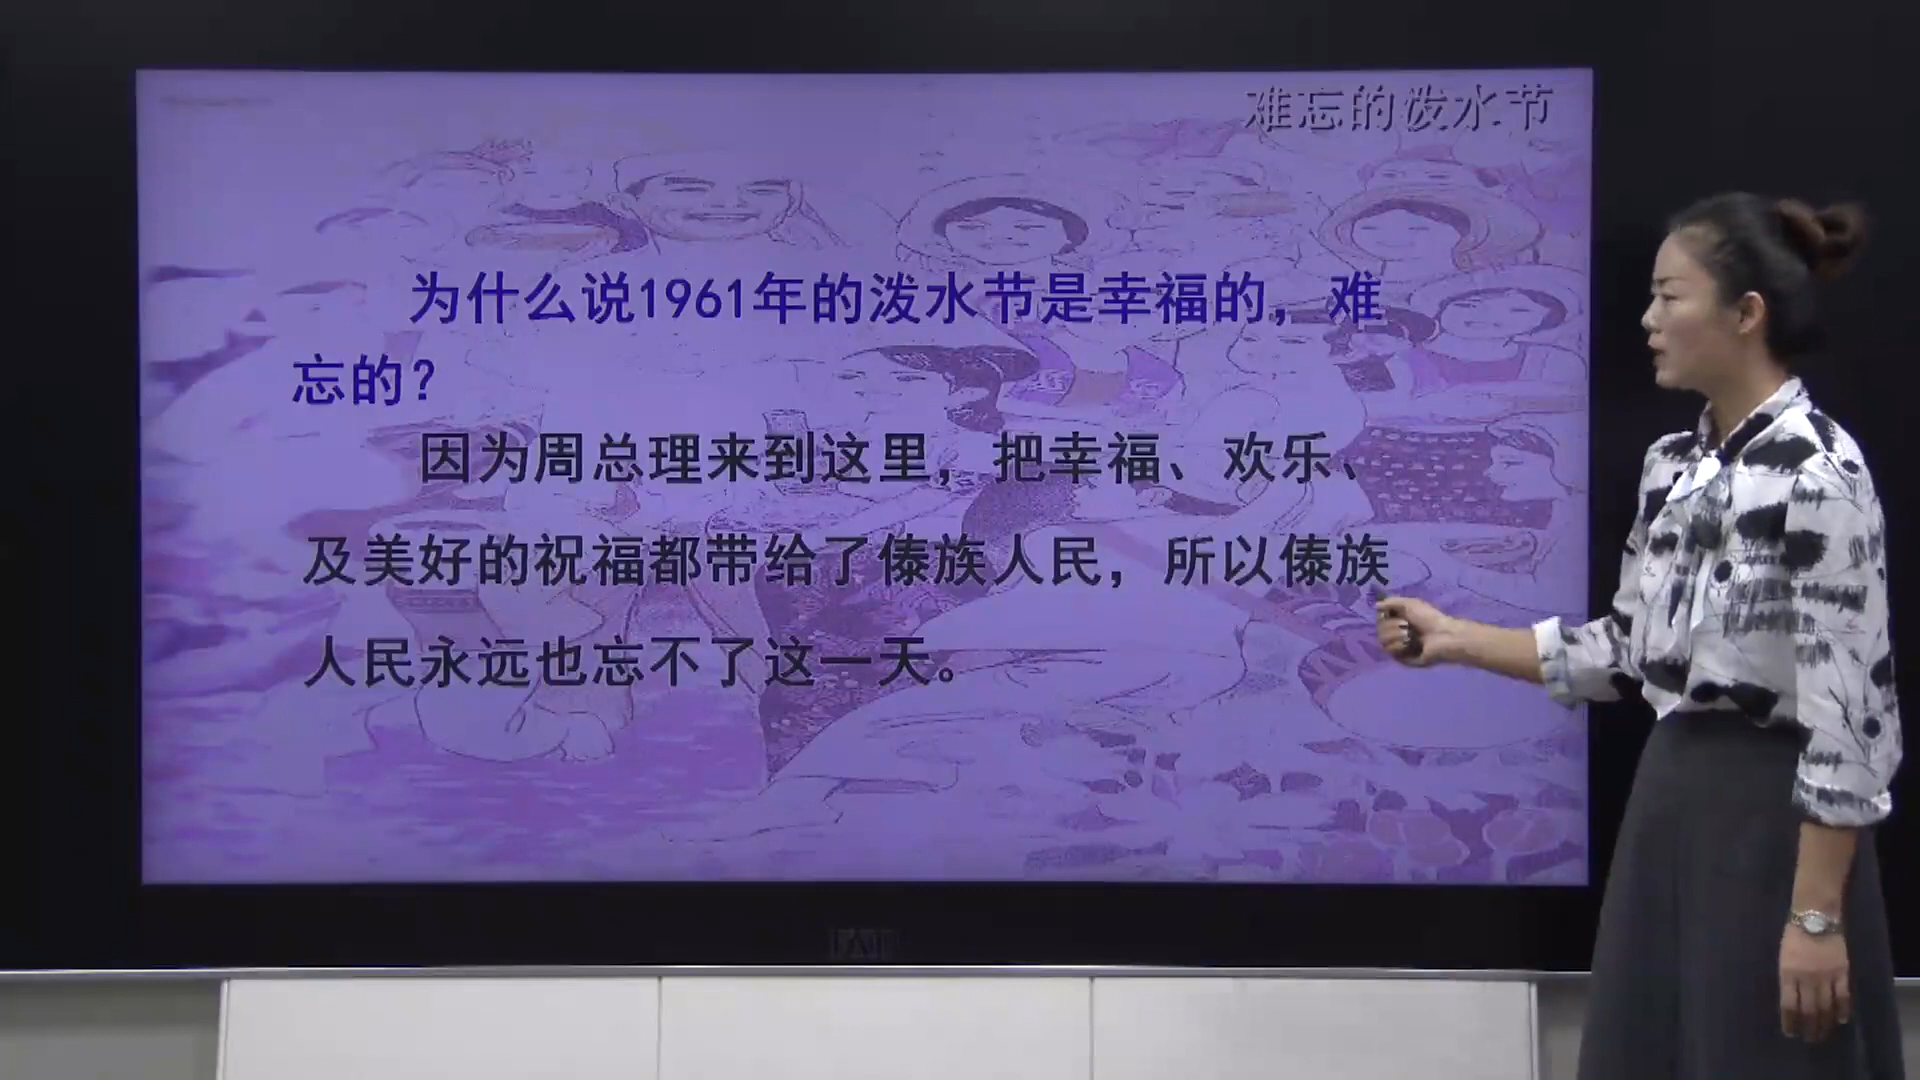 难忘的泼水节
为什么说1961年的泼水节是幸福的，难
忘的？
因为周总理来到这里，把幸福、欢乐、
及美好的祝福都带给了傣族人民，所以傣族
人民永远也忘不了这一天。